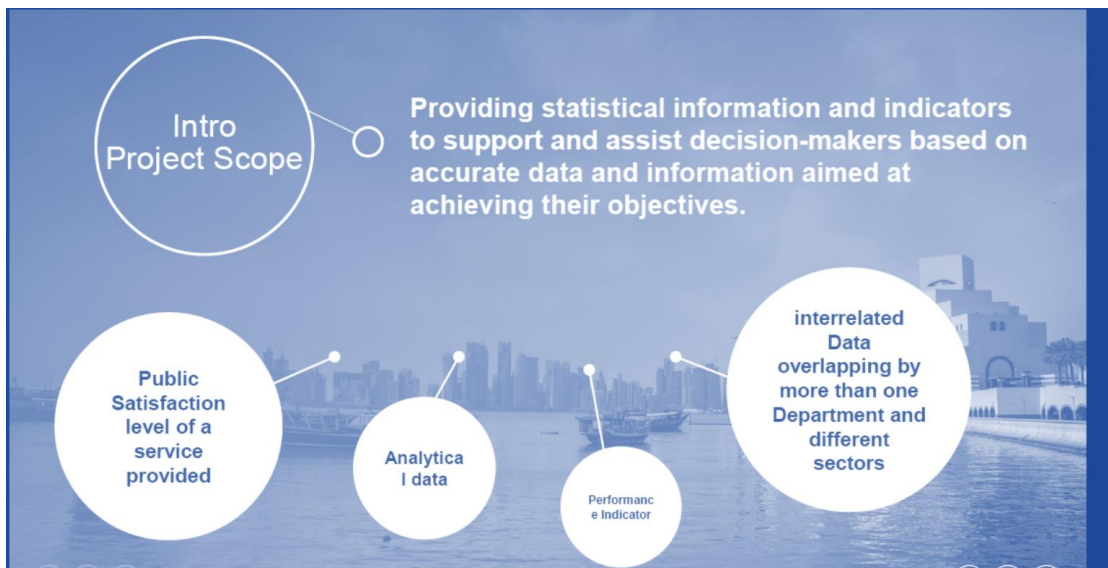 Intro
Project Scope
Providing statistical information and indicators
to support and assist decision-makers based on
accurate data and information aimed at
achieving their objectives.
Public
Satisfaction
level of a
service
provided
Analytica
l data
Performanc
e Indicator
interrelated
Data
overlapping by
more than one
Department and
different
sectors